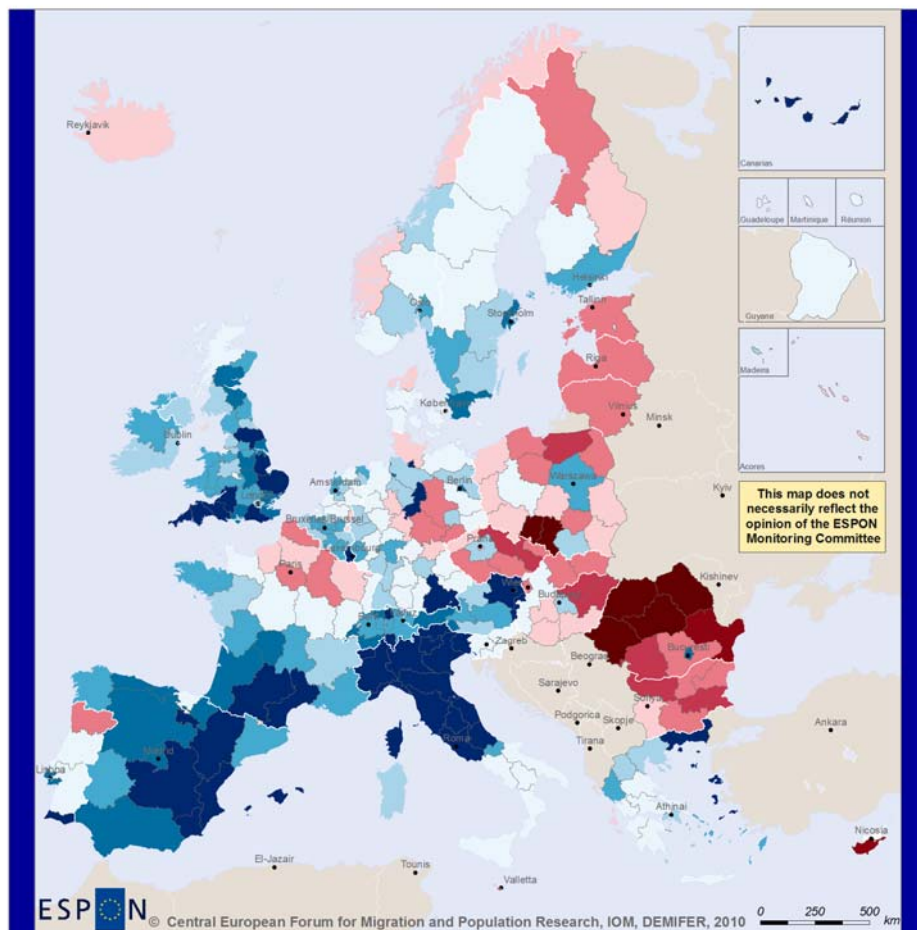 Reykjavik
Canarias
Guadeloupe
Martinique
Réunion
Guyane
Madeira
Acores
This map does not
necessarily reflect the
opinion of the ESPON
Monitoring Committee
Helsinki
Tallinn
Stockholm
Riga
København
Vilnius
Minsk
Dublin
London
Amsterdam
Berlin
Warszawa
Kyiv
Bruxelles/Brussel
Paris
Praha
Kishinev
Budapest
Zagreb
Beograd
Bucuresti
Sarajevo
Sofiya
Podgorica
Skopje
Tirana
Ankara
Madrid
Lisboa
Roma
Athinai
Nicosia
El-Jazair
Tounis
Valletta
ESPON
© Central European Forum for Migration and Population Research, IOM, DEMIFER, 2010
0 250 500
km